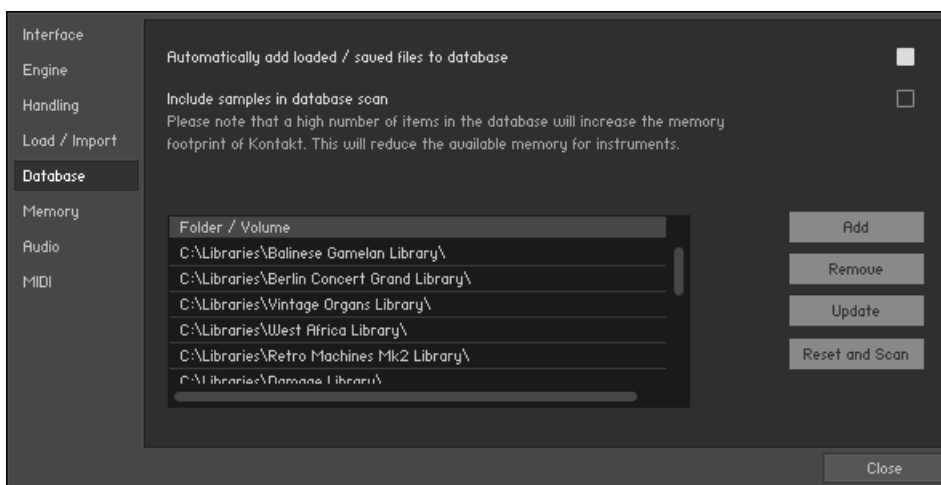 Interface
Engine
Handling
Load / Import
Database
Memory
Audio
MIDI
Automatically add loaded / saved files to database
Include samples in database scan
Please note that a high number of items in the database will increase the memory
footprint of Kontakt. This will reduce the available memory for instruments.
Folder / Volume
C:\Libraries\Balinese Gamelan Library\
C:\Libraries\Berlin Concert Grand Library\
C:\Libraries\Vintage Organs Library\
C:\Libraries\West Africa Library\
C:\Libraries\Retro Machines Mk2 Library\
C:\Libraries\Damage Library\
Add
Remove
Update
Reset and Scan
Close